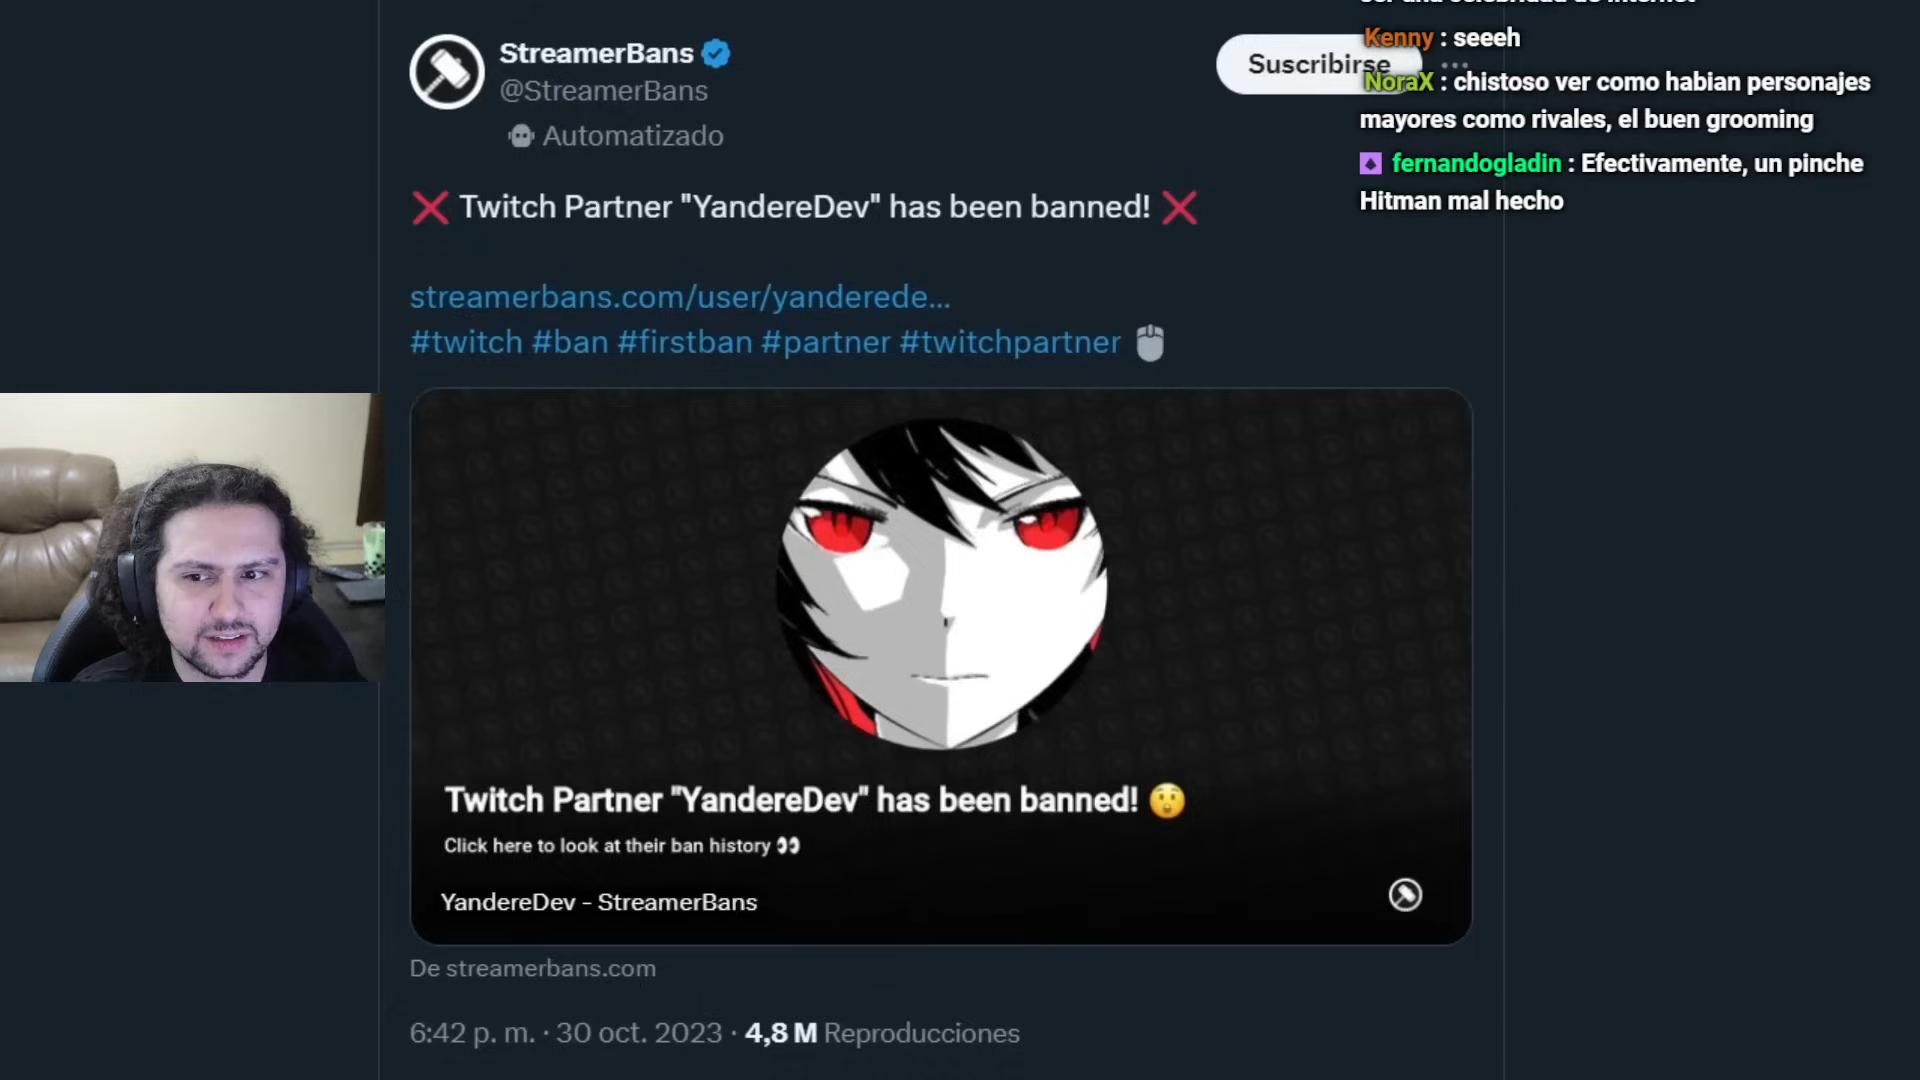 StreamerBans
@StreamerBans
Automatizado
Suscribirse
❌ Twitch Partner "YandereDev" has been banned! ❌
streamerbans.com/user/yanderede...
#twitch #ban #firstban #partner #twitchpartner
Twitch Partner "YandereDev" has been banned! 😲
Click here to look at their ban history 👀
YandereDev - StreamerBans
De streamerbans.com
6:42 p. m. · 30 oct. 2023 · 4,8 M Reproducciones
Kenny : seeeh
NoraX : chistoso ver como habian personajes
mayores como rivales, el buen grooming
fernandogladin : Efectivamente, un pinche
Hitman mal hecho